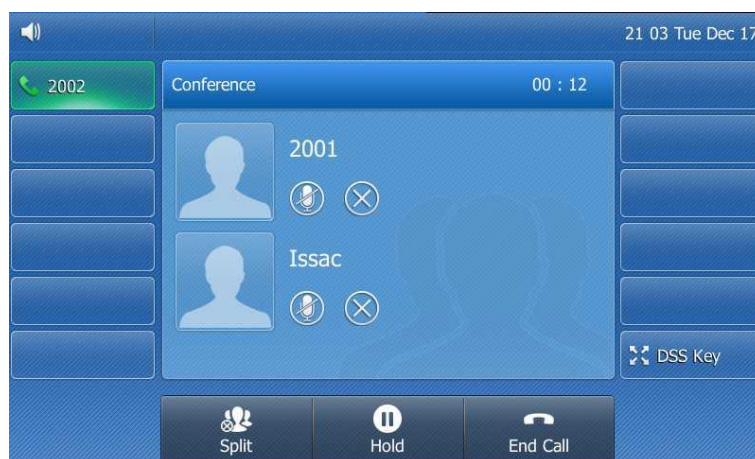 21 03 Tue Dec 17
2002
Conference 00 : 12
2001
Issac
DSS Key
Split Hold End Call